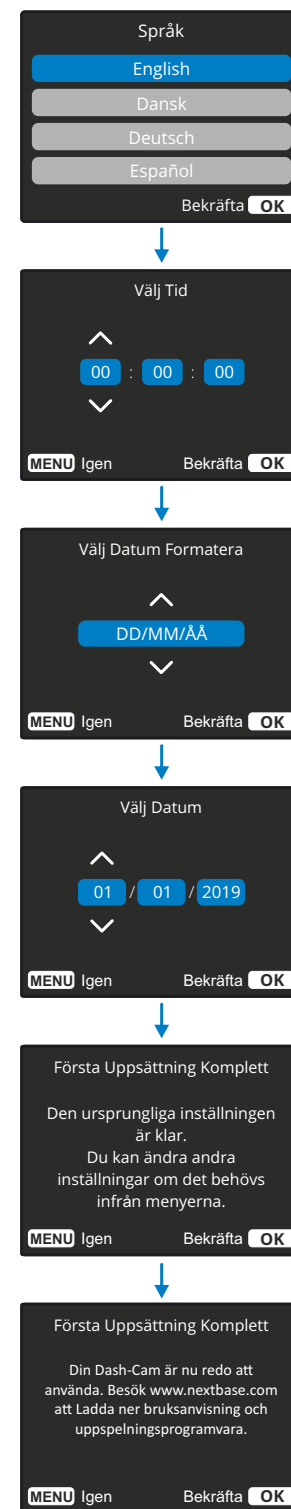 Språk
English
Dansk
Deutsch
Español
Bekräfta OK
Välj Tid
00 : 00 : 00
MENU Igen Bekräfta OK
Välj Datum Formatera
DD/MM/ÅÅ
MENU Igen Bekräfta OK
Välj Datum
01 / 01 / 2019
MENU Igen Bekräfta OK
Första Uppsättning Komplett
Den ursprungliga inställningen
är klar.
Du kan ändra andra
inställningar om det behövs
infrån menyerna.
MENU Igen Bekräfta OK
Första Uppsättning Komplett
Din Dash-Cam är nu redo att
använda. Besök www.nextbase.com
att Ladda ner bruksanvisning och
uppspelningsprogramvara.
MENU Igen Bekräfta OK